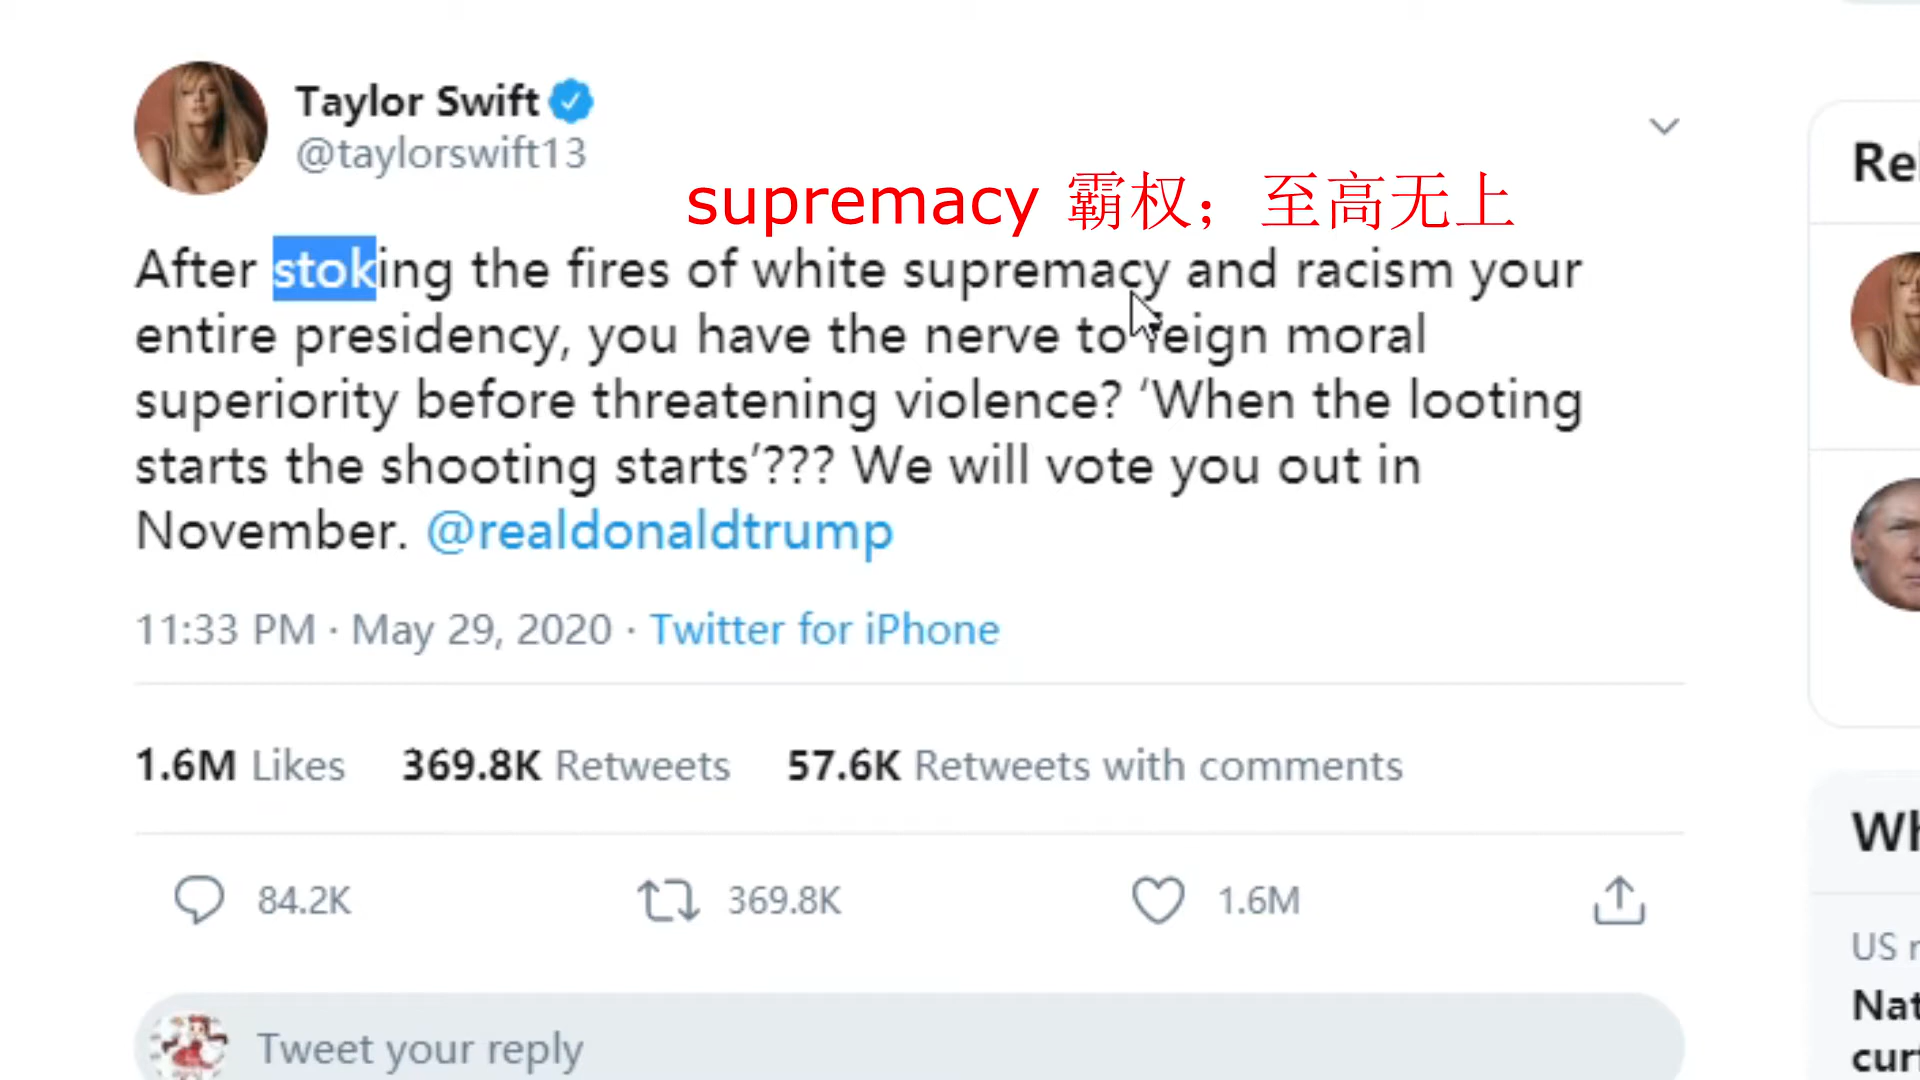 Taylor Swift
@taylorswift13
supremacy 霸权；至高无上
After stoking the fires of white supremacy and racism your
entire presidency, you have the nerve to feign moral
superiority before threatening violence? ‘When the looting
starts the shooting starts’??? We will vote you out in
November. @realdonaldtrump
11:33 PM · May 29, 2020 · Twitter for iPhone
1.6M Likes 369.8K Retweets 57.6K Retweets with comments
84.2K 369.8K 1.6M
Tweet your reply
US